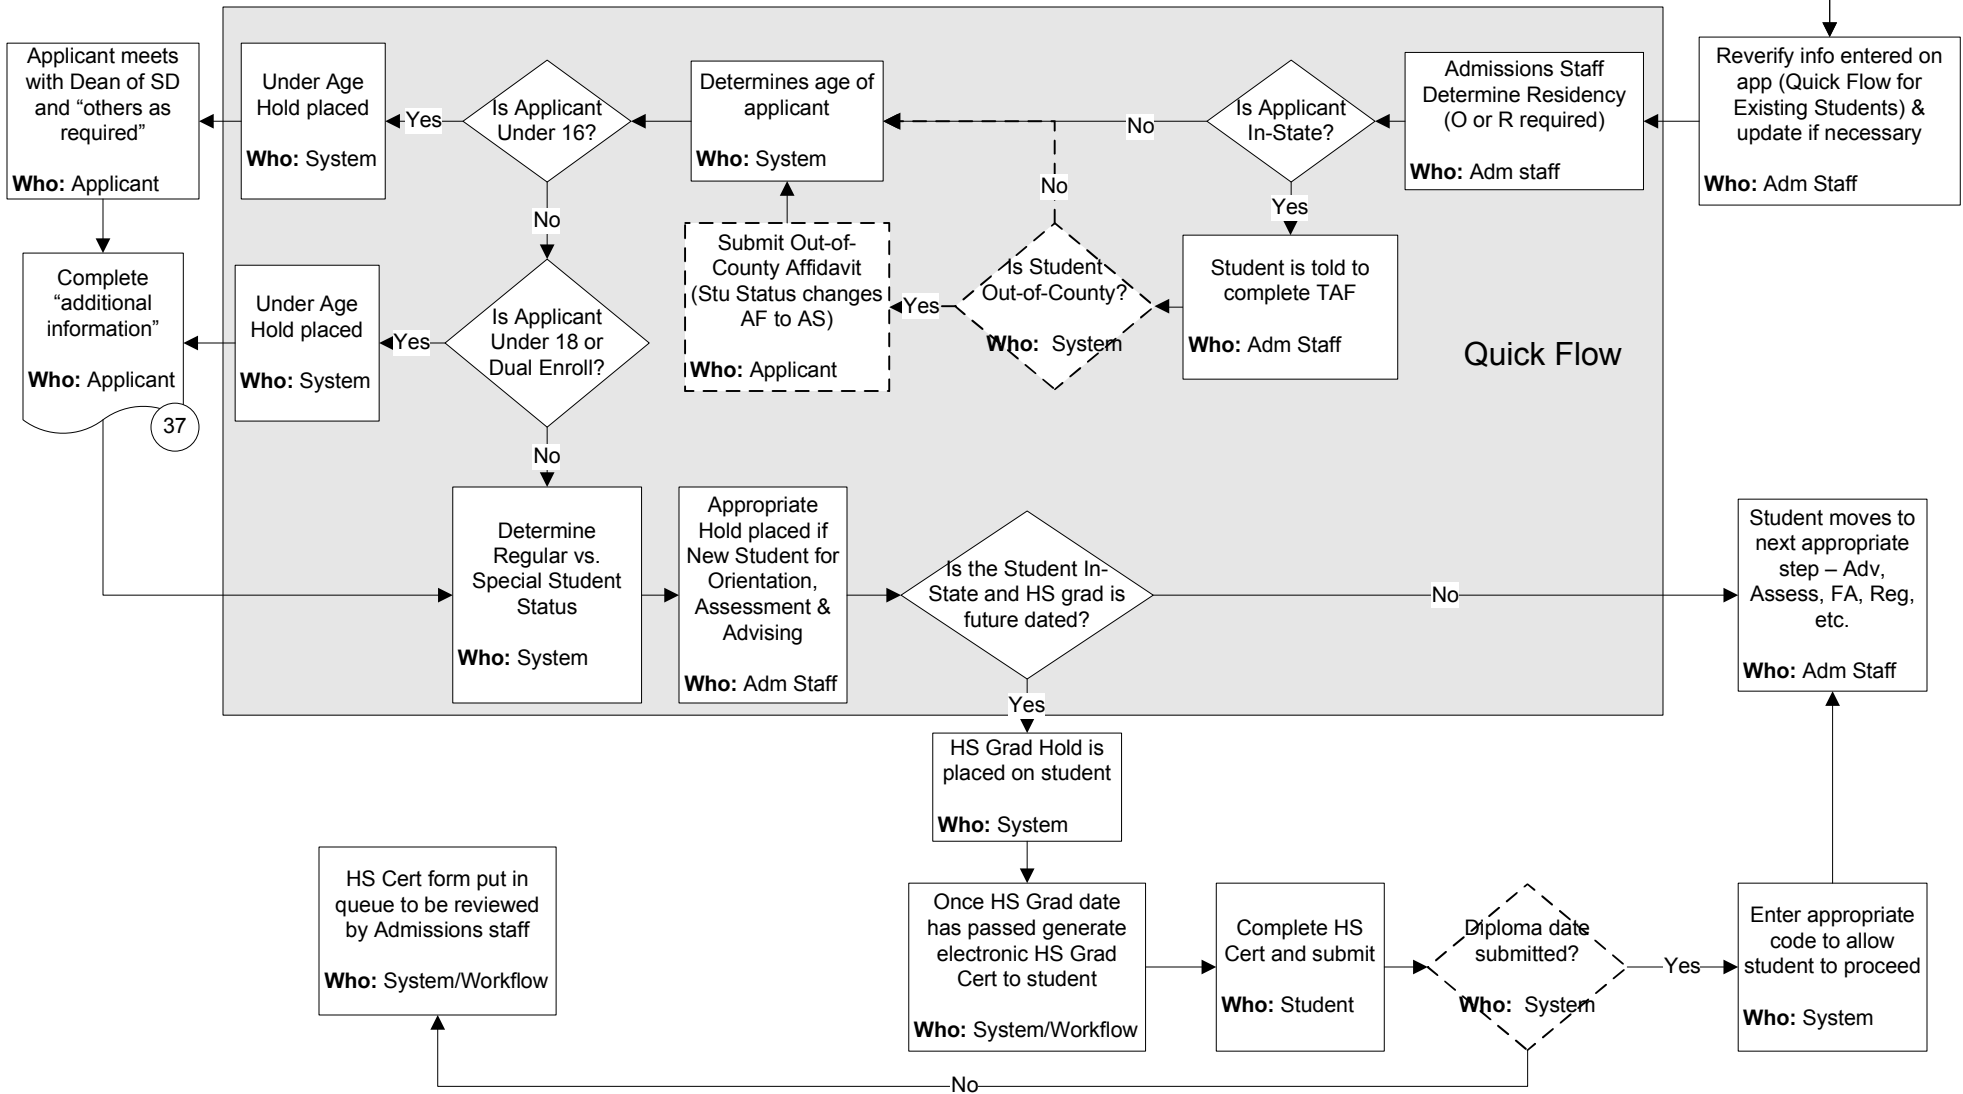 Applicant meets
with Dean of SD
and “others as
required”
Who: Applicant
Under Age
Hold placed
Who: System
Yes
Is Applicant
Under 16?
Determines age of
applicant
Who: System
No
Is Applicant
In-State?
Admissions Staff
Determine Residency
(O or R required)
Who: Adm staff
Reverify info entered on
app (Quick Flow for
Existing Students) &
update if necessary
Who: Adm Staff
No
No
Yes
Complete
“additional
information”
Who: Applicant
37
Under Age
Hold placed
Who: System
Yes
Is Applicant
Under 18 or
Dual Enroll?
Submit Out-of-
County Affidavit
(Stu Status changes
AF to AS)
Who: Applicant
Yes
Is Student
Out-of-County?
Who: System
Student is told to
complete TAF
Who: Adm Staff
Quick Flow
No
Determine
Regular vs.
Special Student
Status
Who: System
Appropriate
Hold placed if
New Student for
Orientation,
Assessment &
Advising
Who: Adm Staff
Is the Student In-
State and HS grad is
future dated?
No
Student moves to
next appropriate
step – Adv,
Assess, FA, Reg,
etc.
Who: Adm Staff
Yes
HS Grad Hold is
placed on student
Who: System
HS Cert form put in
queue to be reviewed
by Admissions staff
Who: System/Workflow
Once HS Grad date
has passed generate
electronic HS Grad
Cert to student
Who: System/Workflow
Complete HS
Cert and submit
Who: Student
Diploma date
submitted?
Who: System
Yes
Enter appropriate
code to allow
student to proceed
Who: System
No